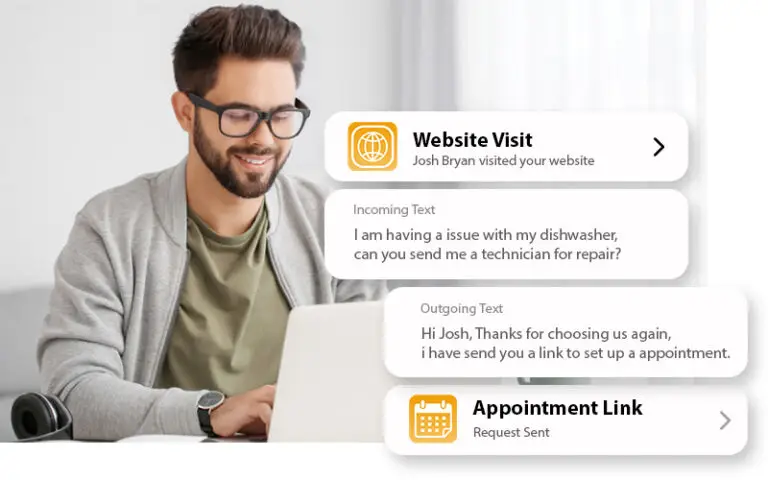 Website Visit
Josh Bryan visited your website
Incoming Text
I am having a issue with my dishwasher,
can you send me a technician for repair?
Outgoing Text
Hi Josh, Thanks for choosing us again,
i have send you a link to set up a appointment.
Appointment Link
Request Sent